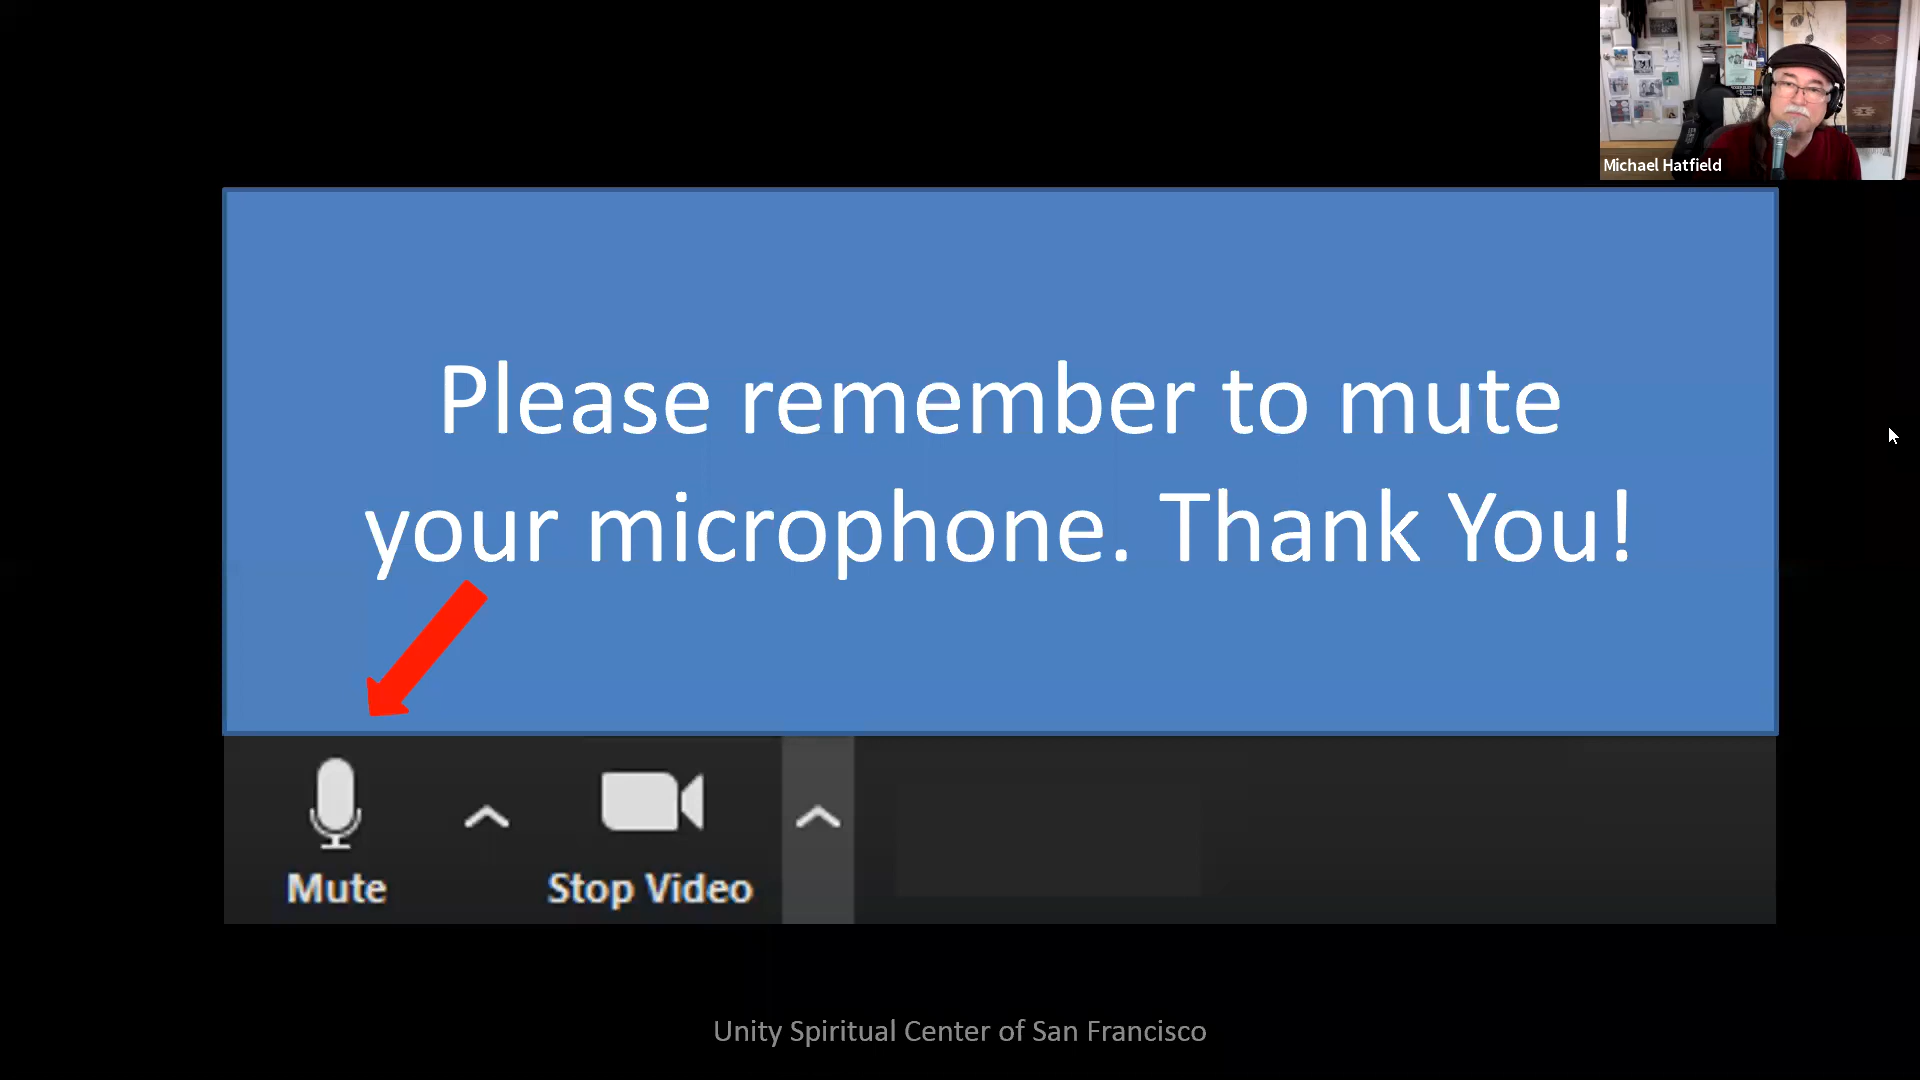 Michael Hatfield
Please remember to mute
your microphone. Thank You!
Mute
Stop Video
Unity Spiritual Center of San Francisco